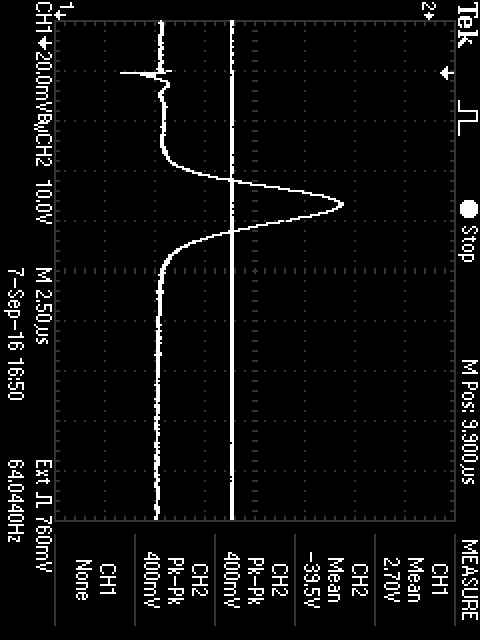 Tek Stop M Pos: 9.900µs MEASURE
CH1
Mean
2.70V
CH2
Mean
-39.5V
CH2
Pk-Pk
400mV
CH2
Pk-Pk
400mV
CH1
None
2
1
CH1 20.0mVBW CH2 10.0V M 2.50µs Ext 760mV
7-Sep-16 16:50 64.0440Hz